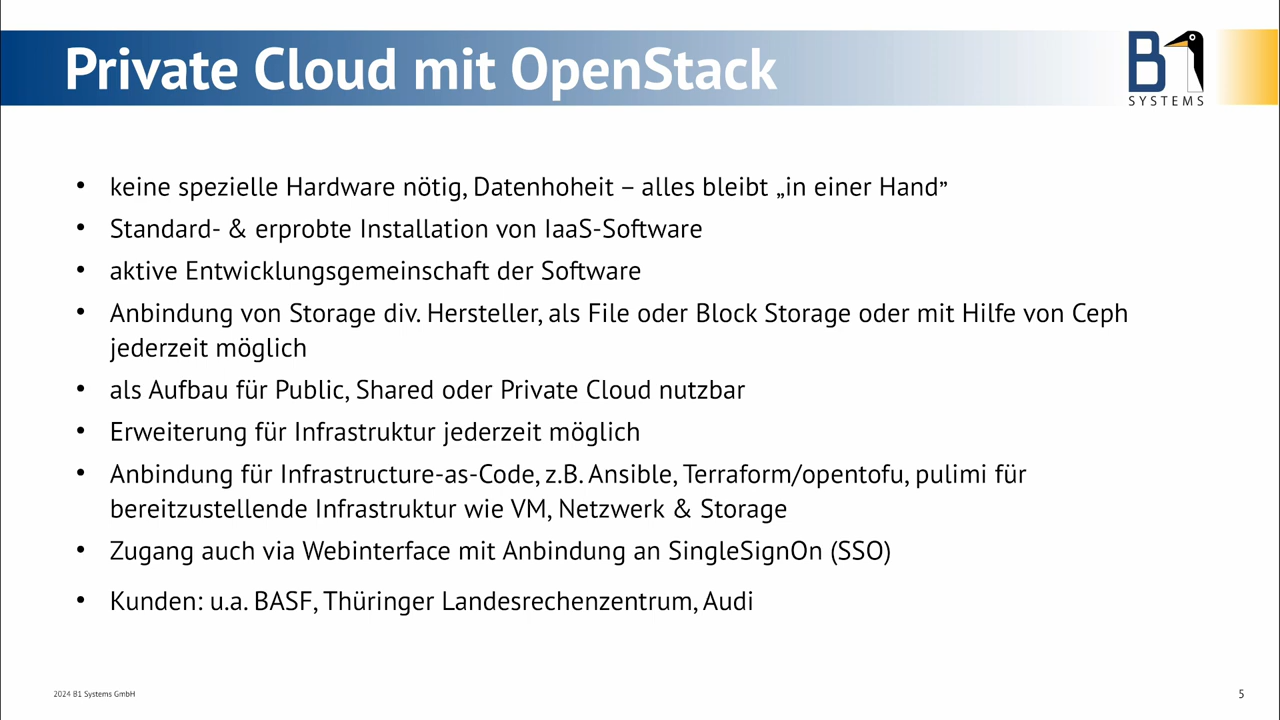 Private Cloud mit OpenStack
B1
SYSTEMS
• keine spezielle Hardware nötig, Datenhoheit – alles bleibt „in einer Hand”
• Standard- & erprobte Installation von IaaS-Software
• aktive Entwicklungsgemeinschaft der Software
• Anbindung von Storage div. Hersteller, als File oder Block Storage oder mit Hilfe von Ceph
jederzeit möglich
• als Aufbau für Public, Shared oder Private Cloud nutzbar
• Erweiterung für Infrastruktur jederzeit möglich
• Anbindung für Infrastructure-as-Code, z.B. Ansible, Terraform/opentofu, pulimi für
bereitzustellende Infrastruktur wie VM, Netzwerk & Storage
• Zugang auch via Webinterface mit Anbindung an SingleSignOn (SSO)
• Kunden: u.a. BASF, Thüringer Landesrechenzentrum, Audi
2024 B1 Systems GmbH
5